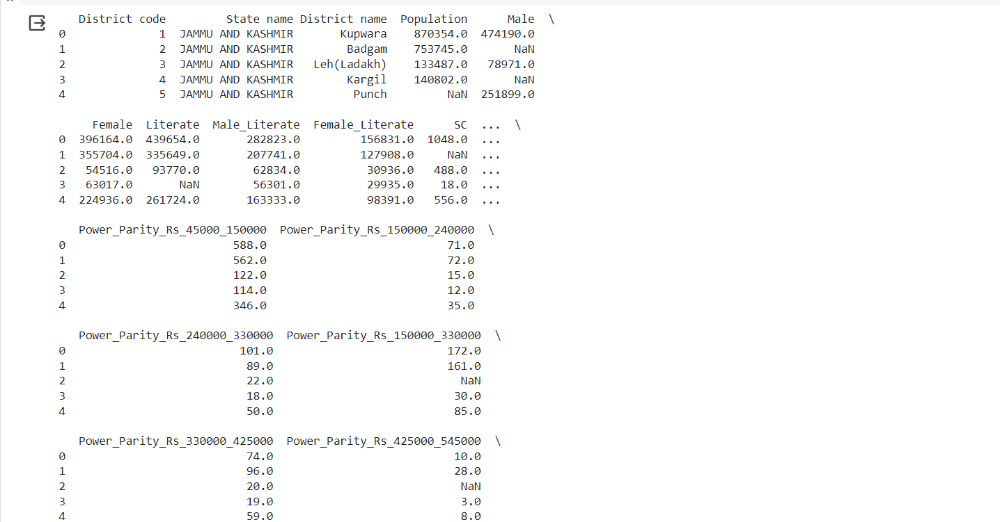 District code State name District name Population Male \
0 1 JAMMU AND KASHMIR Kupwara 870354.0 474190.0
1 2 JAMMU AND KASHMIR Badgam 753745.0 NaN
2 3 JAMMU AND KASHMIR Leh(Ladakh) 133487.0 78971.0
3 4 JAMMU AND KASHMIR Kargil 140802.0 NaN
4 5 JAMMU AND KASHMIR Punch NaN 251899.0
Female Literate Male_Literate Female_Literate SC ... \
0 396164.0 439654.0 282823.0 156831.0 1048.0 ...
1 355704.0 335649.0 207741.0 127908.0 NaN ...
2 54516.0 93770.0 62834.0 30936.0 488.0 ...
3 63017.0 NaN 56301.0 29935.0 18.0 ...
4 224936.0 261724.0 163333.0 98391.0 556.0 ...
Power_Parity_Rs_45000_150000 Power_Parity_Rs_150000_240000 \
0 588.0 71.0
1 562.0 72.0
2 122.0 15.0
3 114.0 12.0
4 346.0 35.0
Power_Parity_Rs_240000_330000 Power_Parity_Rs_150000_330000 \
0 101.0 172.0
1 89.0 161.0
2 22.0 NaN
3 18.0 30.0
4 50.0 85.0
Power_Parity_Rs_330000_425000 Power_Parity_Rs_425000_545000 \
0 74.0 10.0
1 96.0 28.0
2 20.0 NaN
3 19.0 3.0
4 59.0 8.0